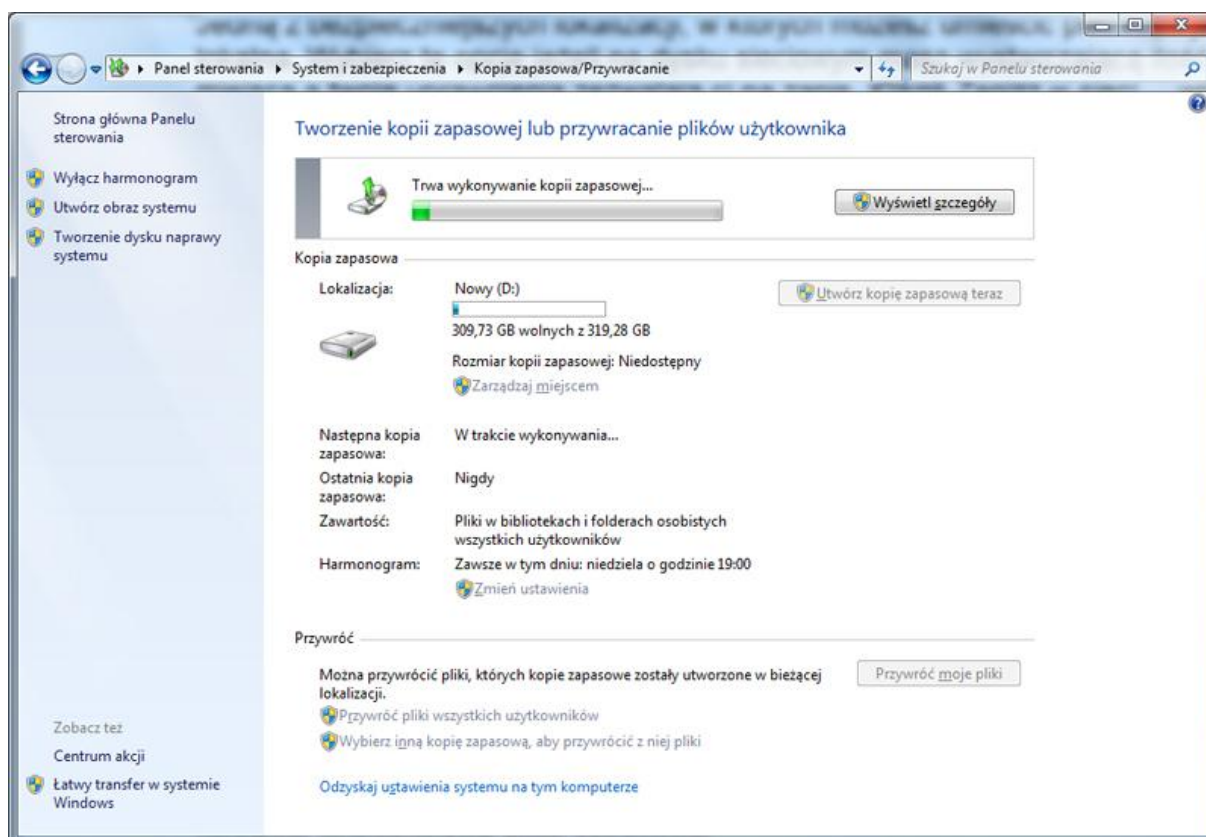 Panel sterowania ▸ System i zabezpieczenia ▸ Kopia zapasowa/Przywracanie
Szukaj w Panelu sterowania
Strona główna Panelu
sterowania
Wyłącz harmonogram
Utwórz obraz systemu
Tworzenie dysku naprawy
systemu
Zobacz też
Centrum akcji
Łatwy transfer w systemie
Windows
Tworzenie kopii zapasowej lub przywracanie plików użytkownika
Trwa wykonywanie kopii zapasowej...
Wyświetl szczegóły
Kopia zapasowa
Lokalizacja:
Nowy (D:)
Utwórz kopię zapasową teraz
309,73 GB wolnych z 319,28 GB
Rozmiar kopii zapasowej: Niedostępny
Zarządzaj miejscem
Następna kopia
zapasowa:
W trakcie wykonywania...
Ostatnia kopia
zapasowa:
Nigdy
Zawartość:
Pliki w bibliotekach i folderach osobistych
wszystkich użytkowników
Harmonogram:
Zawsze w tym dniu: niedziela o godzinie 19:00
Zmień ustawienia
Przywróć
Można przywrócić pliki, których kopie zapasowe zostały utworzone w bieżącej
lokalizacji.
Przywróć moje pliki
Przywróć pliki wszystkich użytkowników
Wybierz inną kopię zapasową, aby przywrócić z niej pliki
Odzyskaj ustawienia systemu na tym komputerze